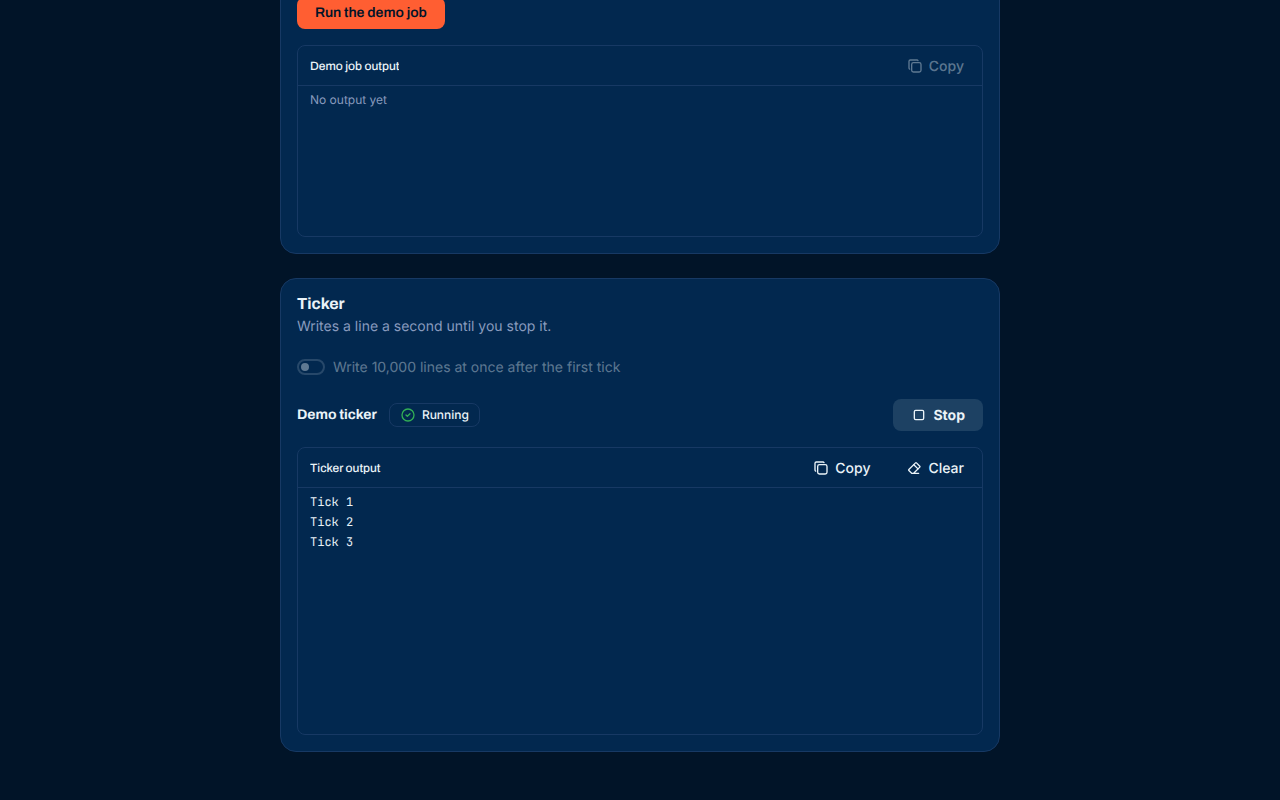 Run the demo job
Demo job output
Copy
No output yet
Ticker
Writes a line a second until you stop it.
Write 10,000 lines at once after the first tick
Demo ticker
Running
Stop
Ticker output
Copy
Clear
Tick 1
Tick 2
Tick 3